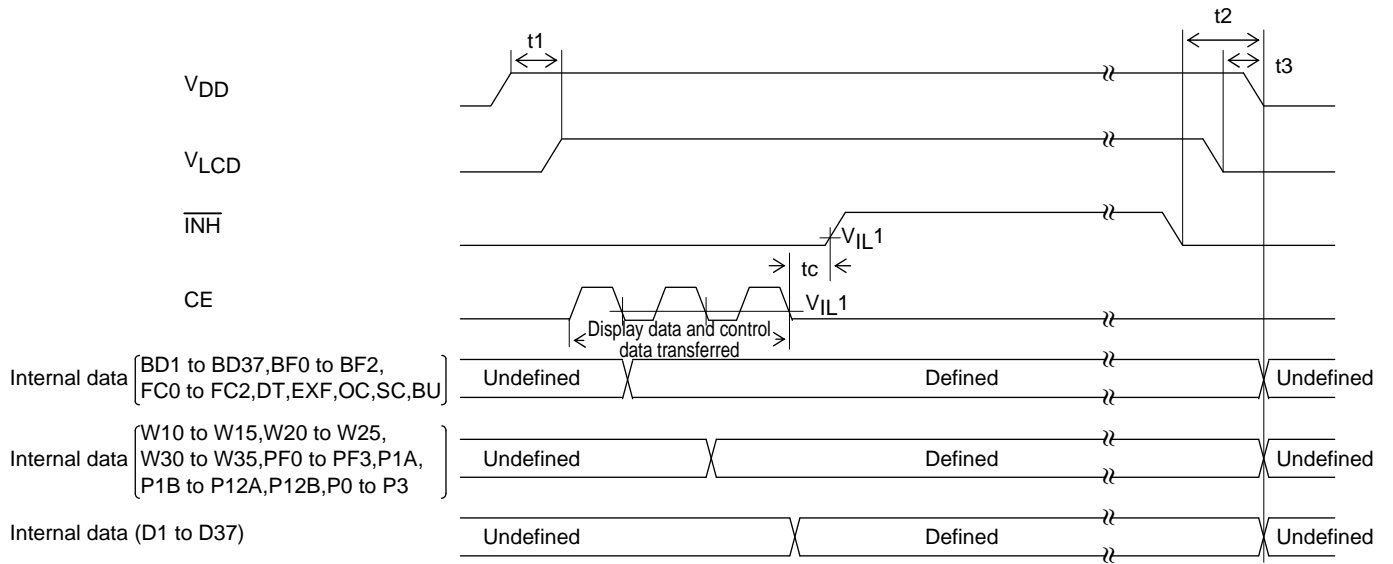 t1
t2
t3
VDD
VLCD
INH
VIL1
tc
CE
VIL1
Display data and control
data transferred
Internal data
BD1 to BD37,BF0 to BF2,
FC0 to FC2,DT,EXF,OC,SC,BU
Undefined
Defined
Undefined
Internal data
W10 to W15,W20 to W25,
W30 to W35,PF0 to PF3,P1A,
P1B to P12A,P12B,P0 to P3
Undefined
Defined
Undefined
Internal data (D1 to D37)
Undefined
Defined
Undefined